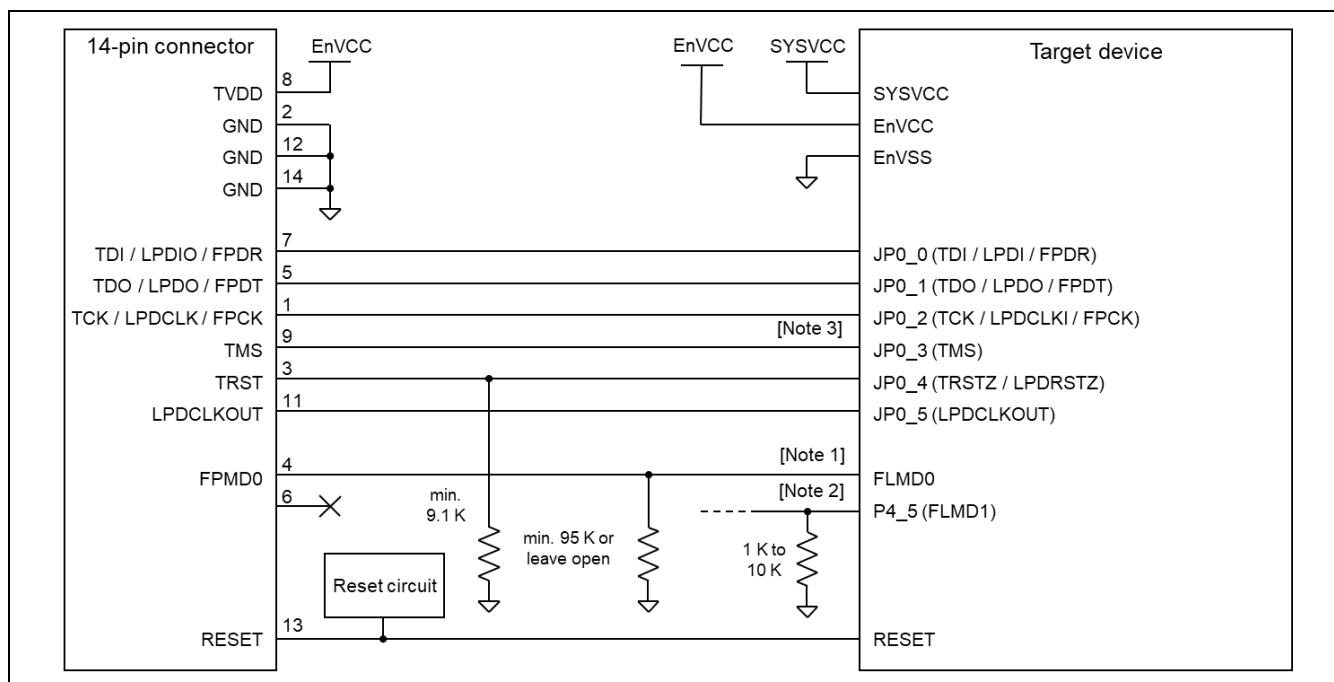 14-pin connector
EnVCC
EnVCC
SYSVCC
Target device
8
TVDD
SYSVCC
2
GND
EnVCC
12
GND
EnVSS
14
GND
7
TDI / LPDIO / FPDR
JP0_0 (TDI / LPDI / FPDR)
5
TDO / LPDO / FPDT
JP0_1 (TDO / LPDO / FPDT)
1
TCK / LPDCLK / FPCK
JP0_2 (TCK / LPDCLKI / FPCK)
9
[Note 3]
TMS
JP0_3 (TMS)
3
TRST
JP0_4 (TRSTZ / LPDRSTZ)
11
LPDCLKOUT
JP0_5 (LPDCLKOUT)
4
[Note 1]
FPMD0
FLMD0
6
[Note 2]
P4_5 (FLMD1)
min.
9.1 K
min. 95 K or
leave open
1 K to
10 K
Reset circuit
13
RESET
RESET